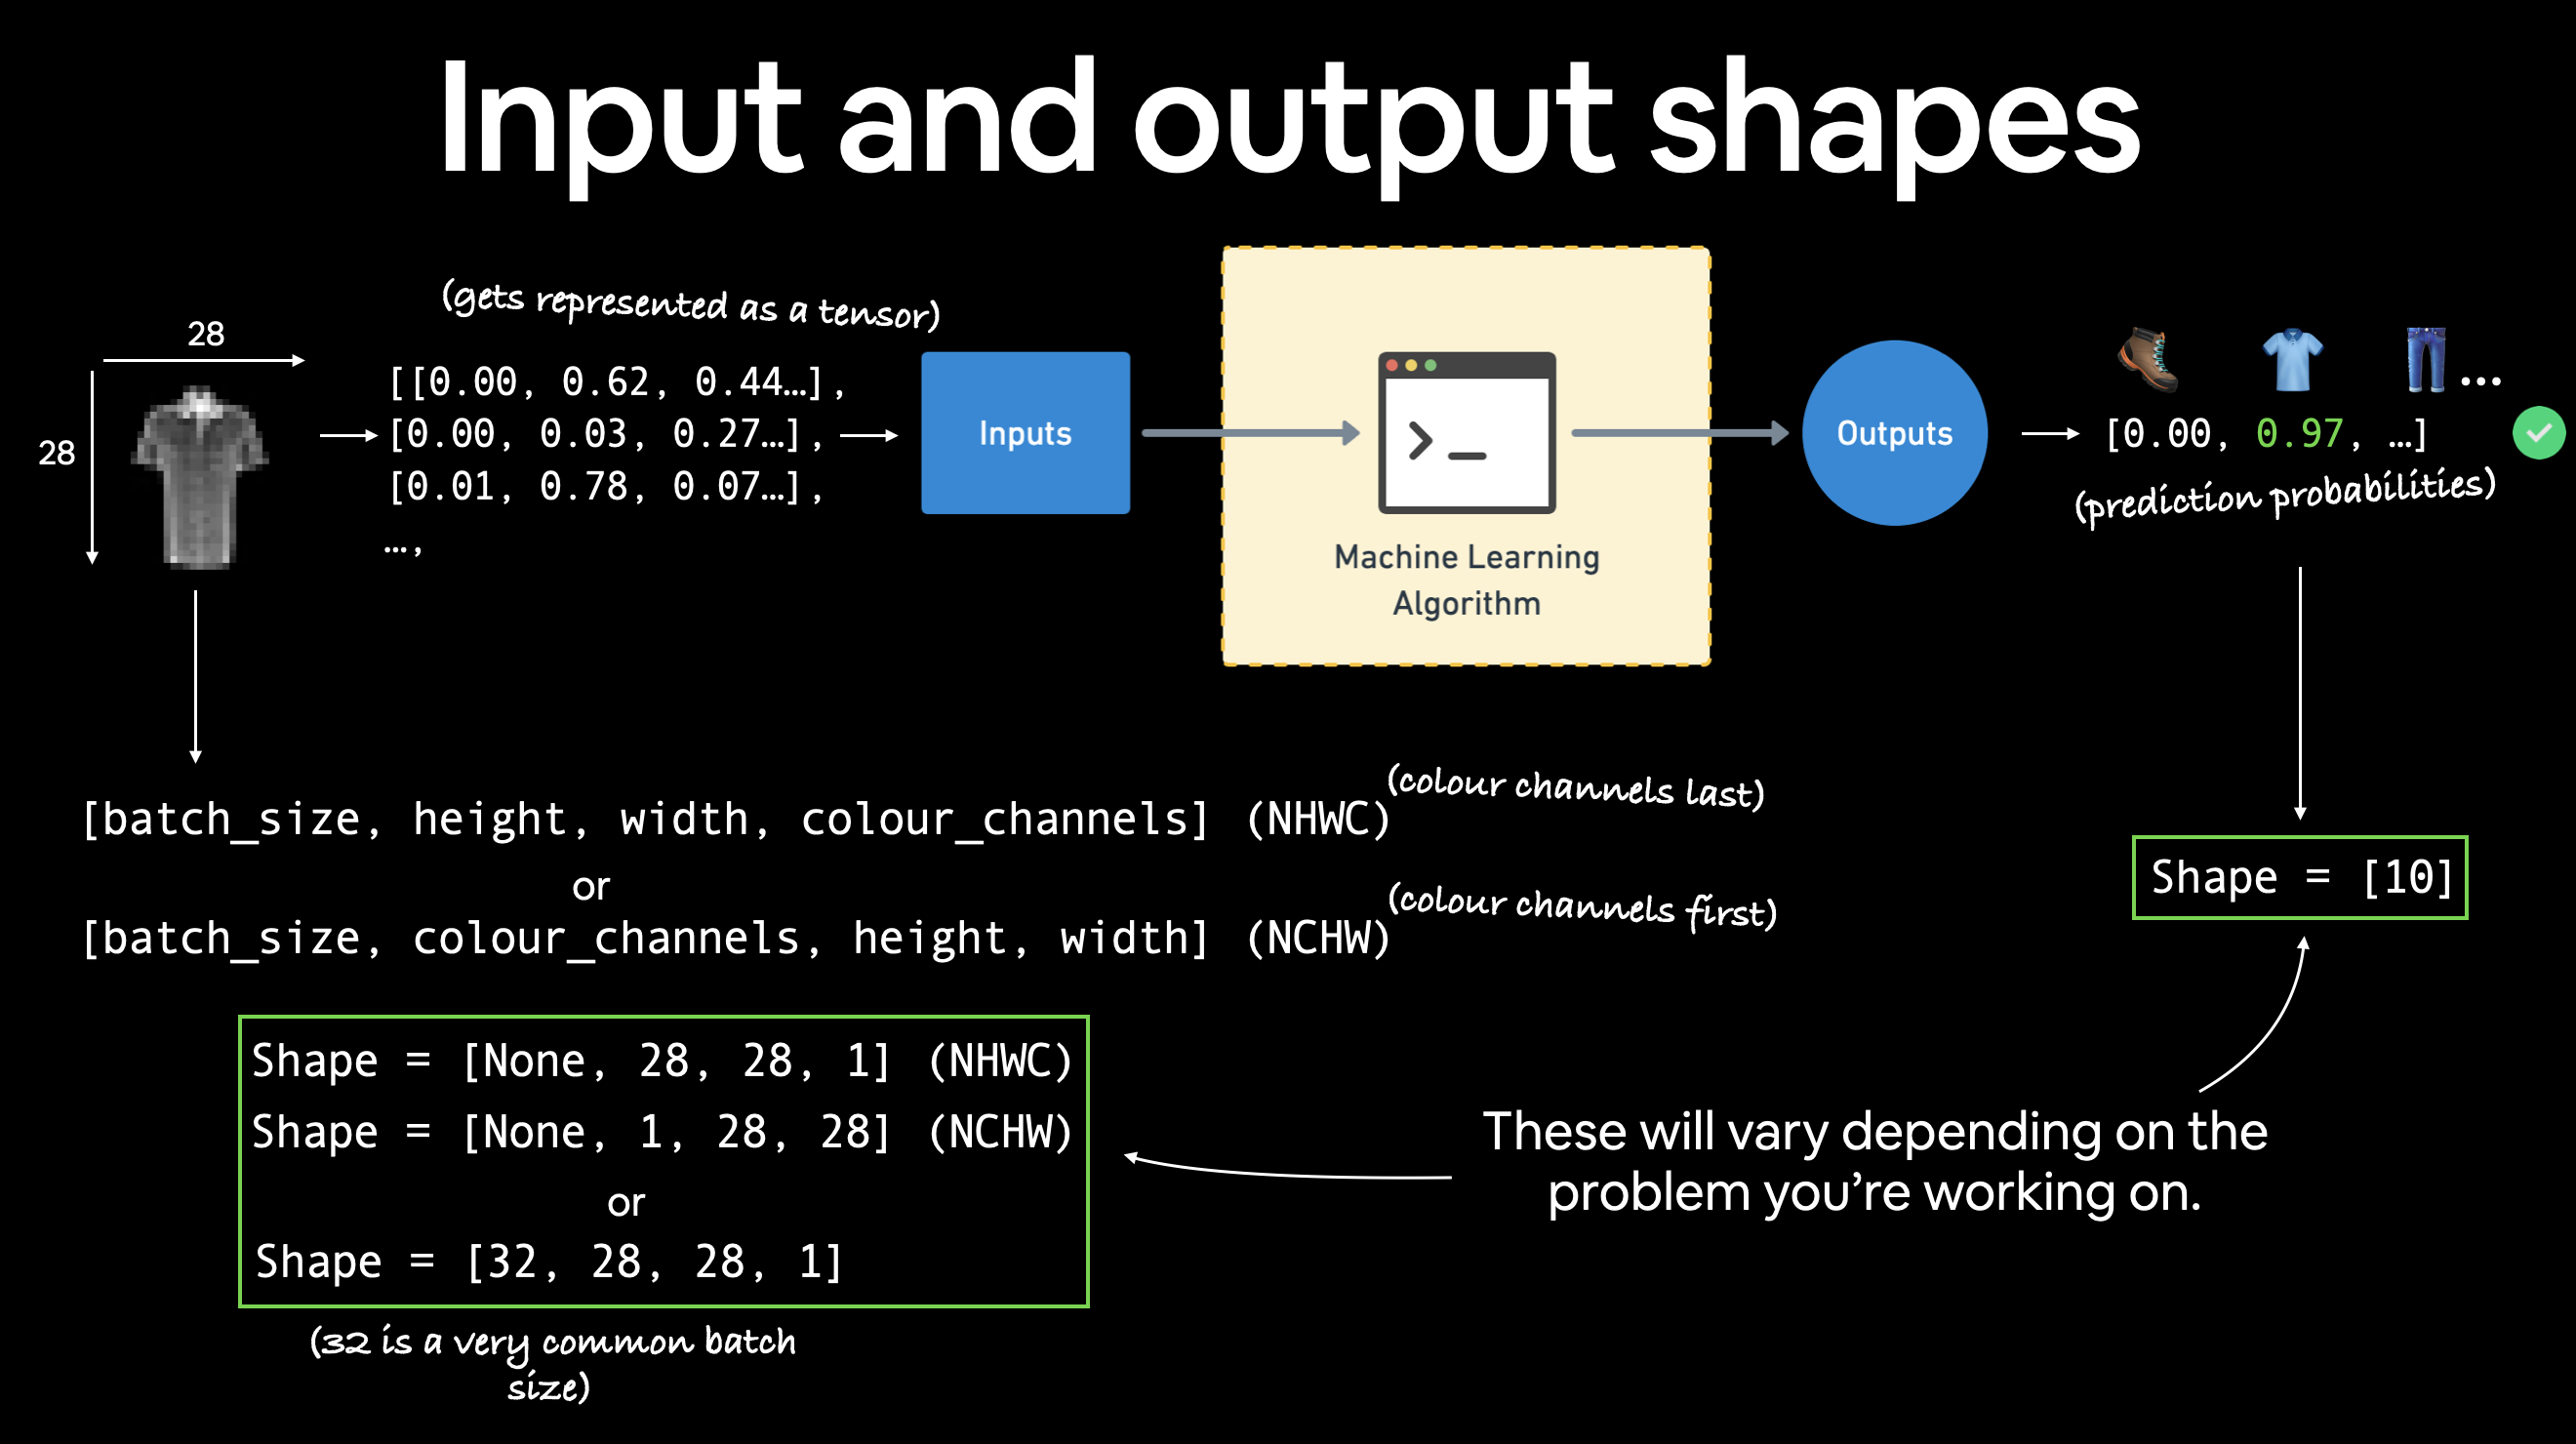 Input and output shapes
(gets represented as a tensor)
28
28
[[0.00, 0.62, 0.44…],
[0.00, 0.03, 0.27…],
[0.01, 0.78, 0.07…],
…,
Inputs
Machine Learning
Algorithm
Outputs
...
[0.00, 0.97, …]
(prediction probabilities)
[batch_size, height, width, colour_channels] (NHWC)
(colour channels last)
or
[batch_size, colour_channels, height, width] (NCHW)
(colour channels first)
Shape = [10]
Shape = [None, 28, 28, 1] (NHWC)
Shape = [None, 1, 28, 28] (NCHW)
or
Shape = [32, 28, 28, 1]
(32 is a very common batch
size)
These will vary depending on the
problem you’re working on.